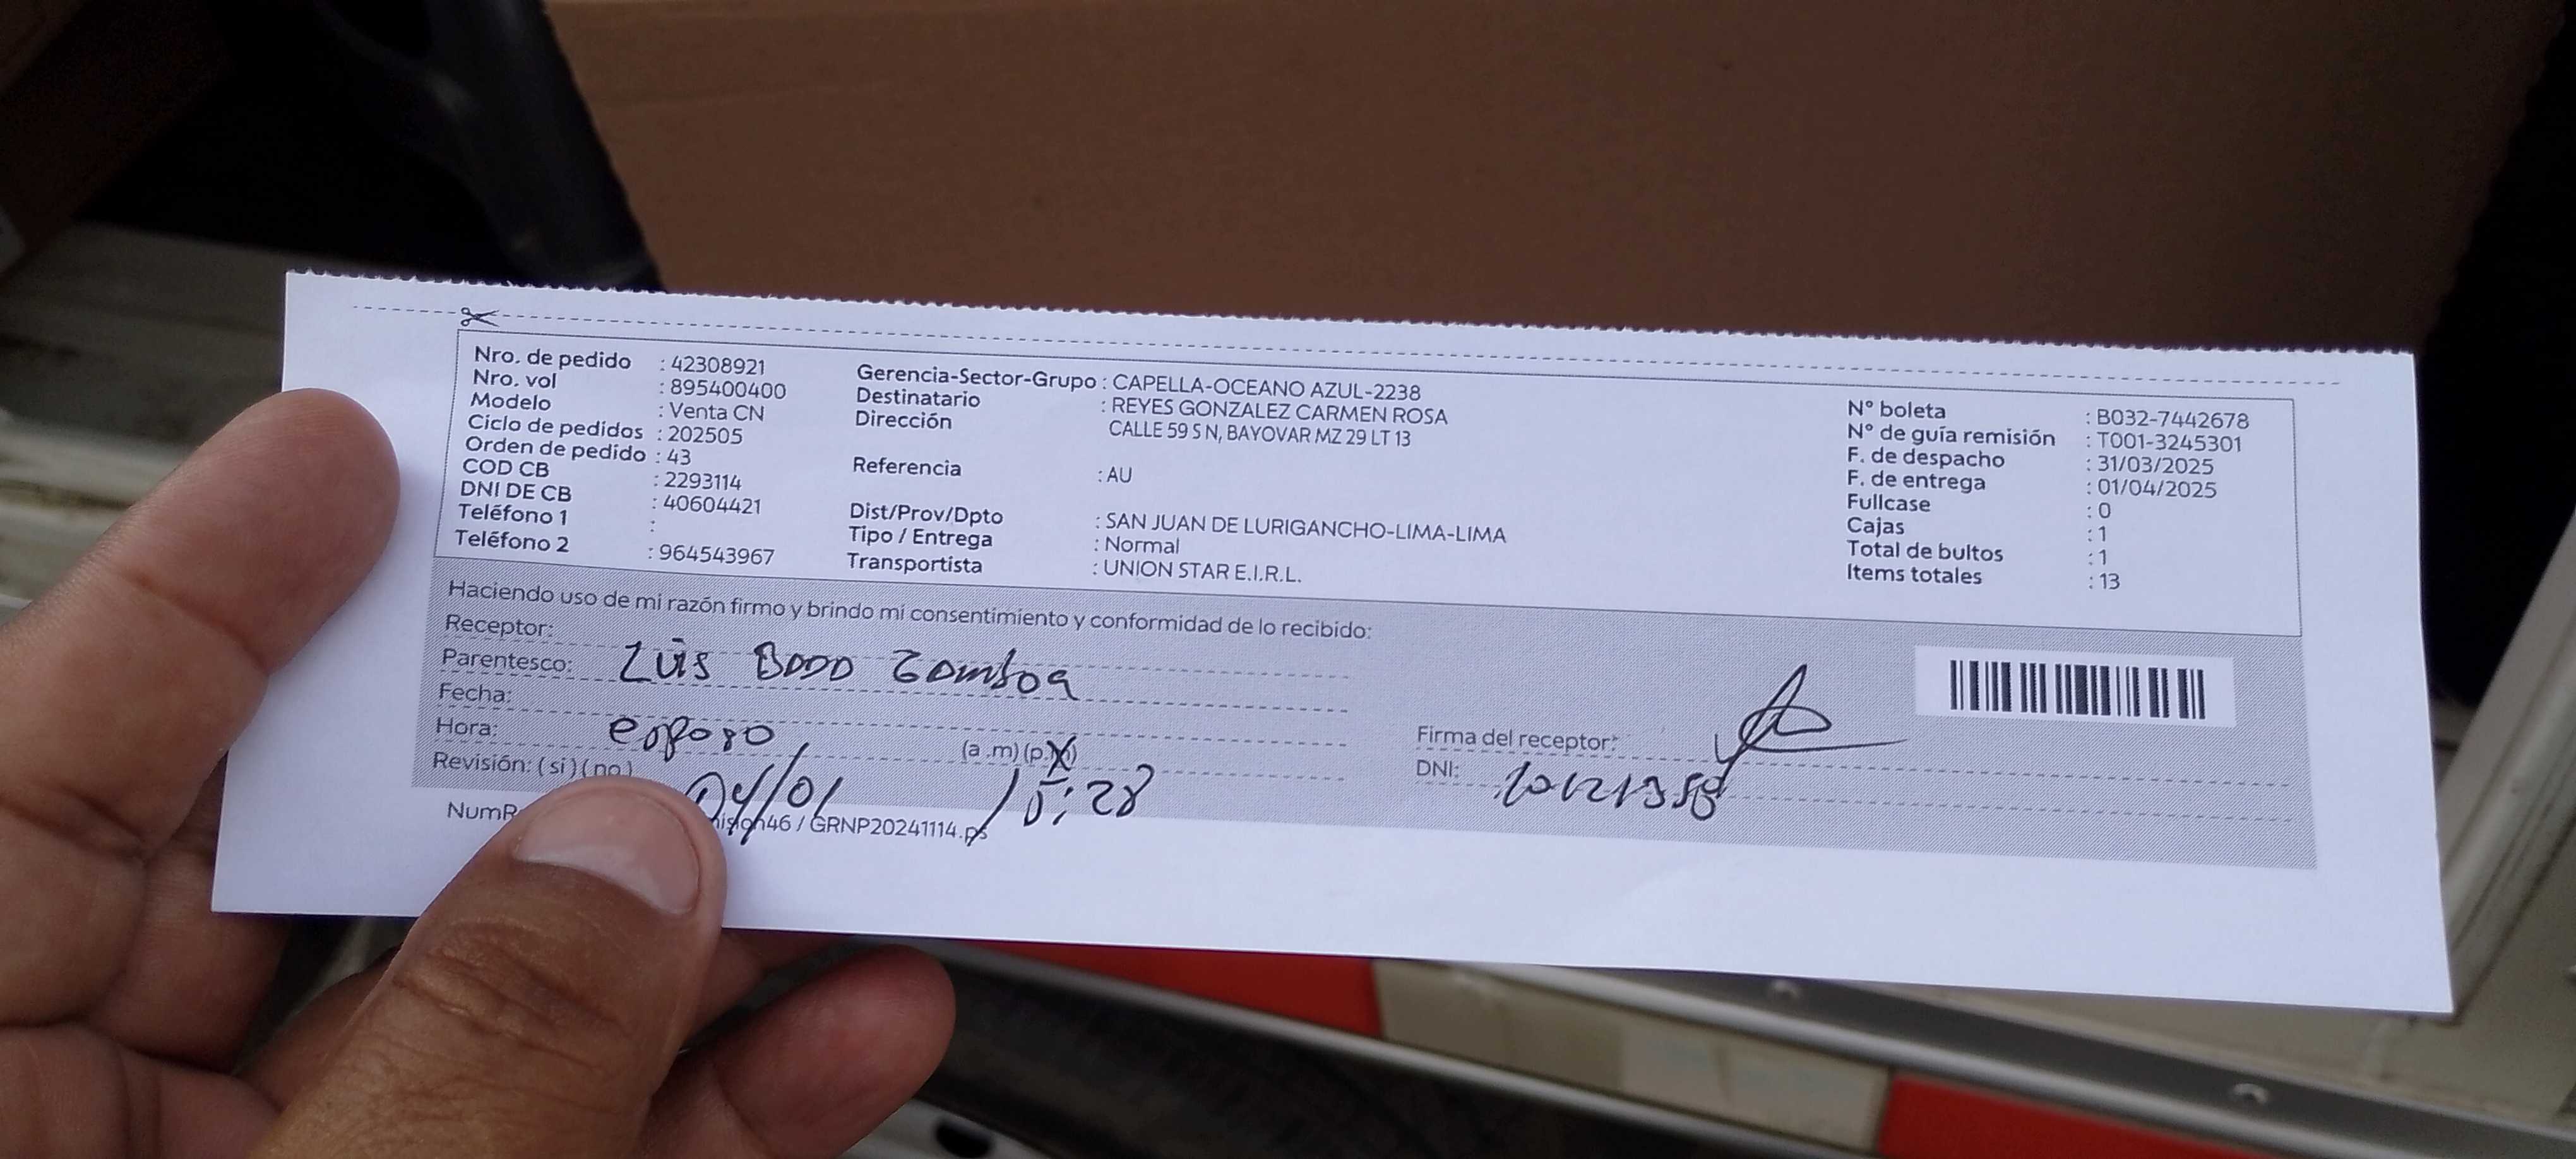 Nro. de pedido : 42308921
Nro. vol : 895400400
Modelo : Venta CN
Ciclo de pedidos : 202505
Orden de pedido : 43
COD CB : 2293114
DNI DE CB : 40604421
Teléfono 1 :
Teléfono 2 : 964543967
Gerencia-Sector-Grupo : CAPELLA-OCEANO AZUL-2238
Destinatario : REYES GONZALEZ CARMEN ROSA
Dirección CALLE 59 S N, BAYOVAR MZ 29 LT 13
Referencia : AU
Dist/Prov/Dpto : SAN JUAN DE LURIGANCHO-LIMA-LIMA
Tipo / Entrega : Normal
Transportista : UNION STAR E.I.R.L.
N° boleta : B032-7442678
N° de guía remisión : T001-3245301
F. de despacho : 31/03/2025
F. de entrega : 01/04/2025
Fullcase : 0
Cajas : 1
Total de bultos : 1
Items totales : 13
Haciendo uso de mi razón firmo y brindo mi consentimiento y conformidad de lo recibido:
Receptor:
Parentesco: Luis
Fecha:
Hora: esposo (a .m) (p.
Revisión: ( si ) ( no )
5:28
Firma del receptor:
DNI:
46 / GRNP20241114.ps